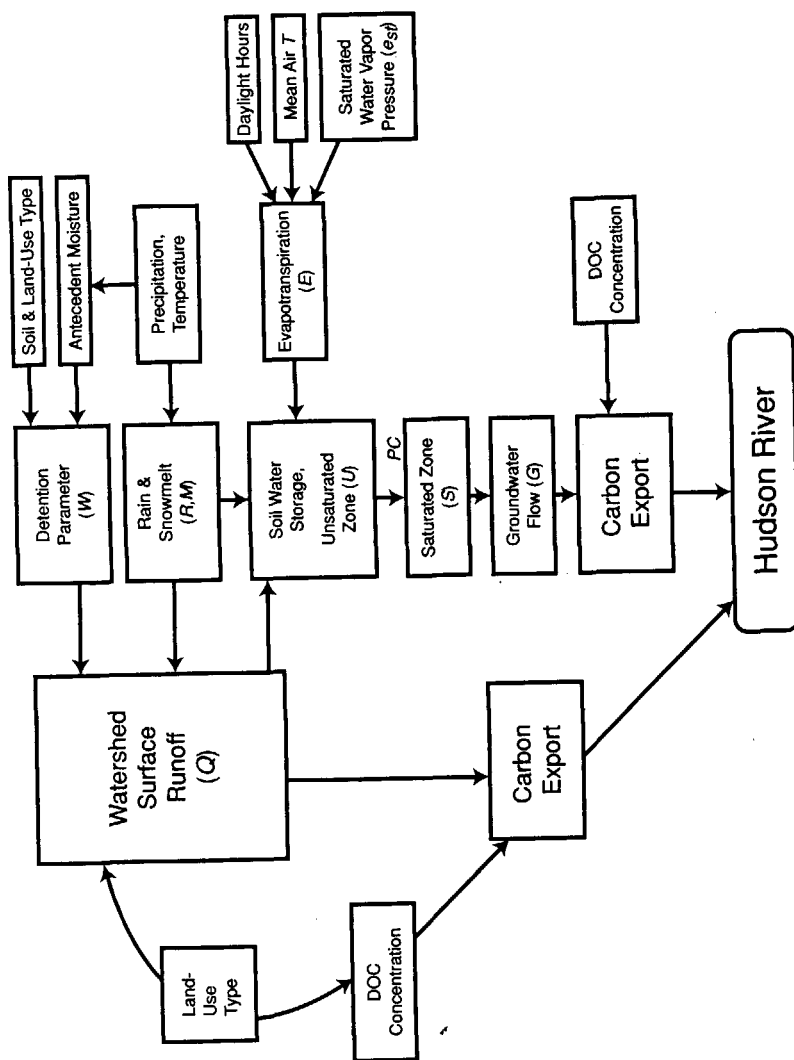 Land-
Use
Type
DOC
Concentration
Watershed
Surface
Runoff
(Q)
Carbon
Export
Detention
Parameter
(W)
Rain &
Snowmelt
(R,M)
Soil Water
Storage,
Unsaturated
Zone (U)
PC
Saturated Zone
(S)
Groundwater
Flow (G)
Carbon
Export
Hudson River
Soil & Land-Use Type
Antecedent Moisture
Precipitation,
Temperature
Evapotranspiration
(E)
DOC
Concentration
Daylight Hours
Mean Air T
Saturated
Water Vapor
Pressure (est)